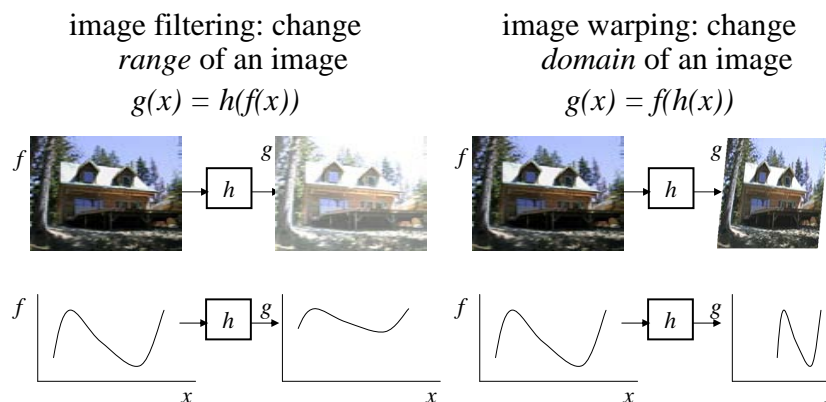 image filtering: change
range of an image
g(x) = h(f(x))
f
h
g
f
h
g
x
x
image warping: change
domain of an image
g(x) = f(h(x))
f
h
g
f
h
g
x
x